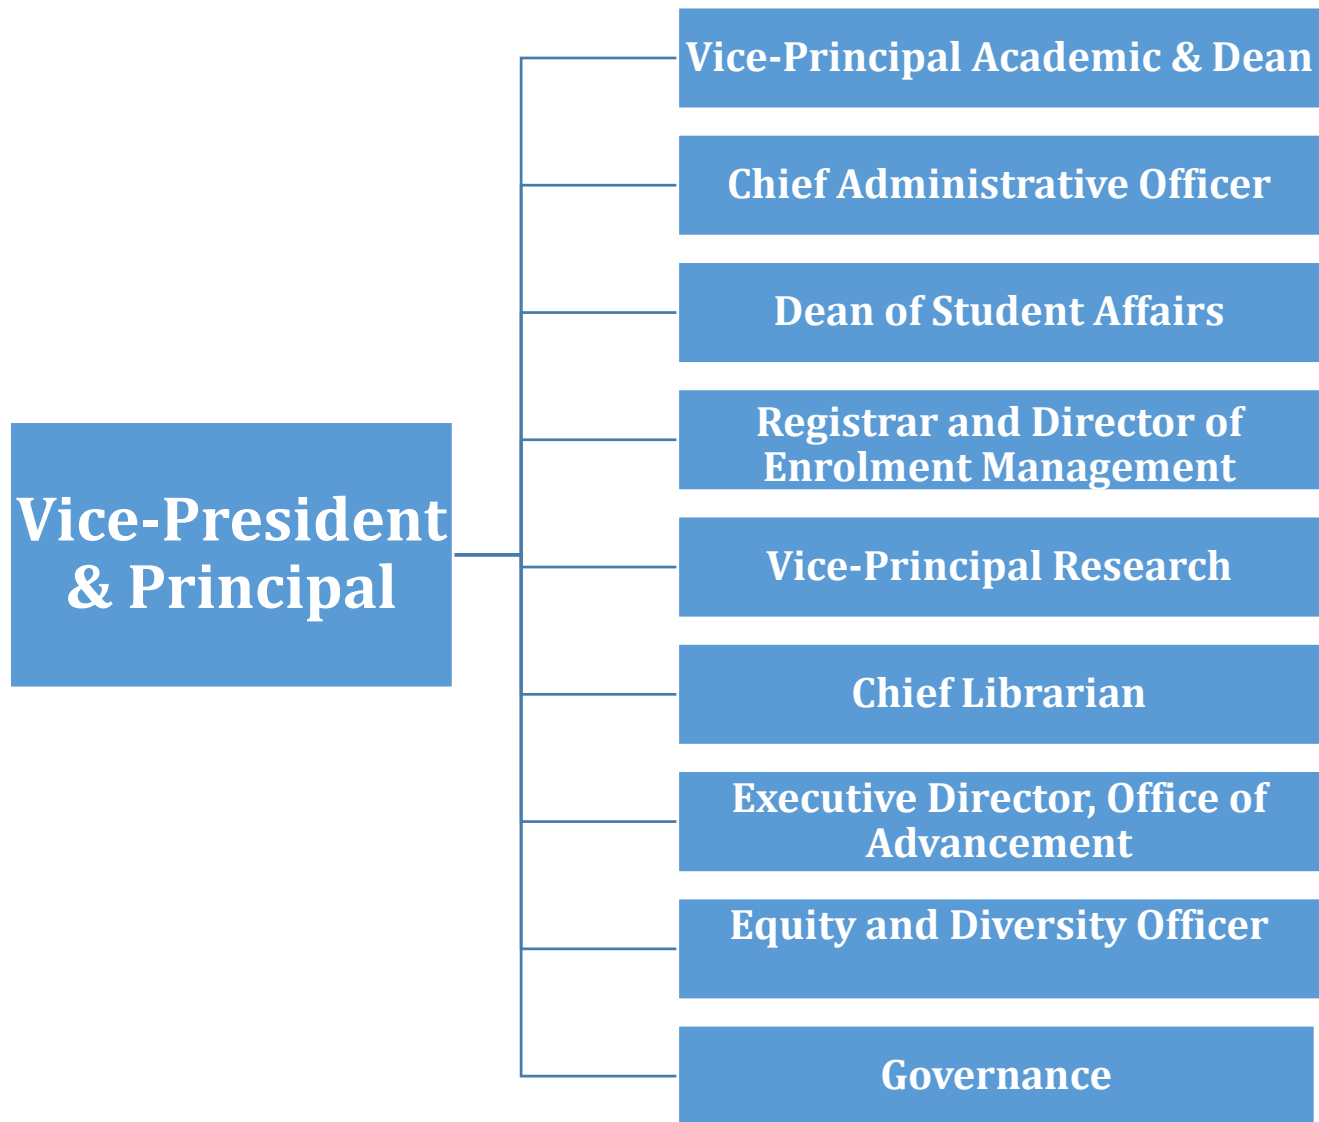 Vice-President
& Principal
Vice-Principal Academic & Dean
Chief Administrative Officer
Dean of Student Affairs
Registrar and Director of
Enrolment Management
Vice-Principal Research
Chief Librarian
Executive Director, Office of
Advancement
Equity and Diversity Officer
Governance